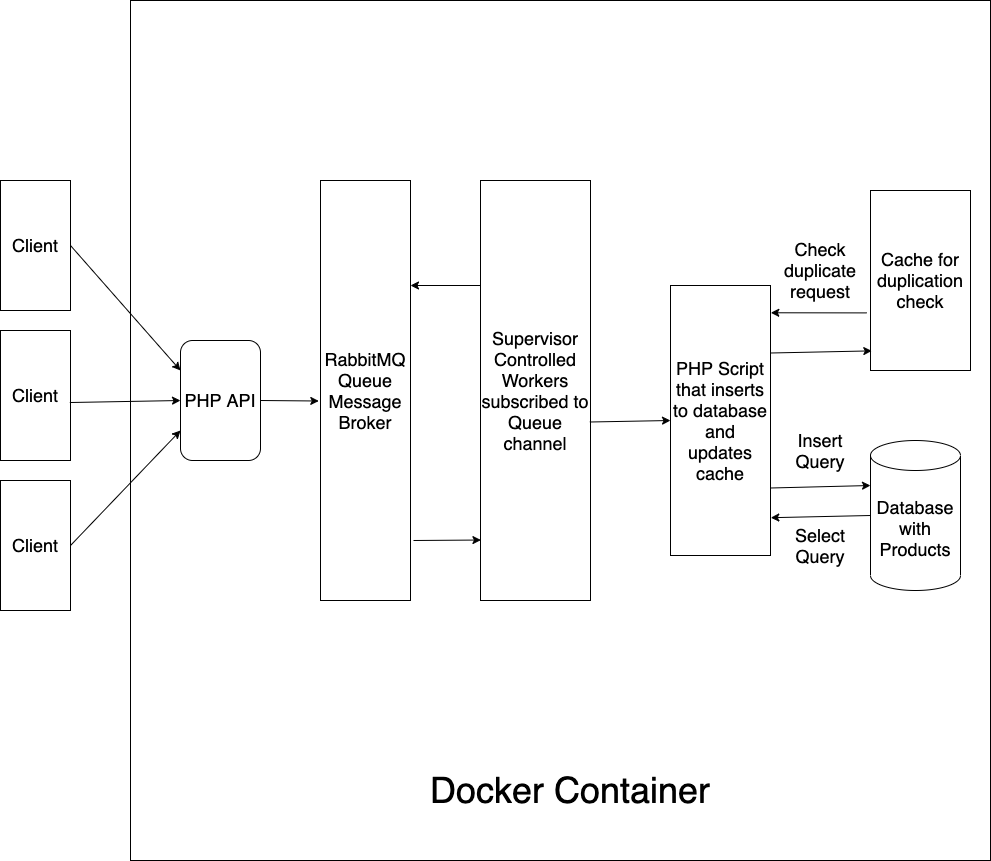 Client
Client
Client
PHP API
RabbitMQ
Queue
Message
Broker
Supervisor
Controlled
Workers
subscribed to
Queue
channel
PHP Script
that inserts
to database
and
updates
cache
Check
duplicate
request
Cache for
duplication
check
Insert
Query
Select
Query
Database
with
Products
Docker Container